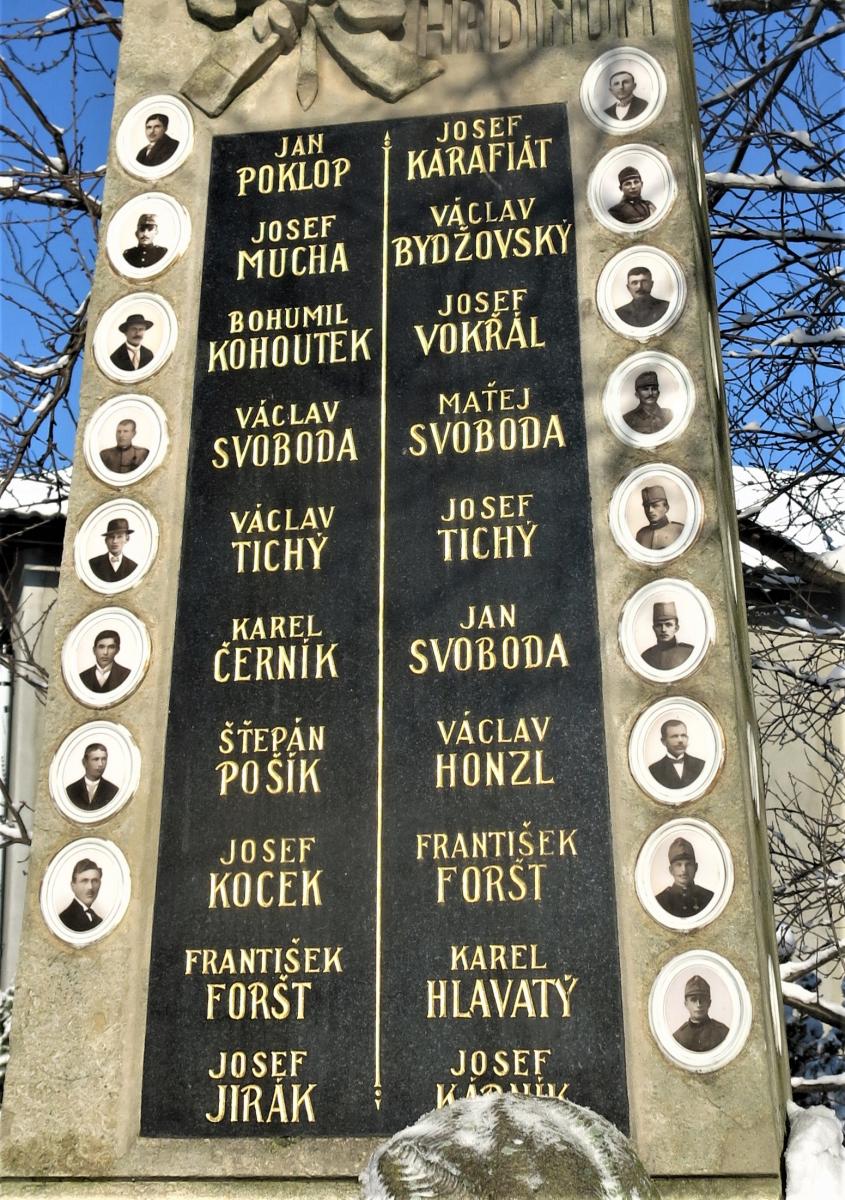 HRDINŮM
JAN
POKLOP
JOSEF
MUCHA
BOHUMIL
KOHOUTEK
VÁCLAV
SVOBODA
VÁCLAV
TICHÝ
KAREL
ČERNÍK
ŠTĚPÁN
POSÍK
JOSEF
KOCEK
FRANTIŠEK
FORŠT
JOSEF
JIRÁK
JOSEF
KARAFIÁT
VÁCLAV
BYDŽOVSKÝ
JOSEF
VOKŘÁL
MATĚJ
SVOBODA
JOSEF
TICHÝ
JAN
SVOBODA
VÁCLAV
HONZL
FRANTIŠEK
FORŠT
KAREL
HLAVATÝ
JOSEF
KÁRNÍK